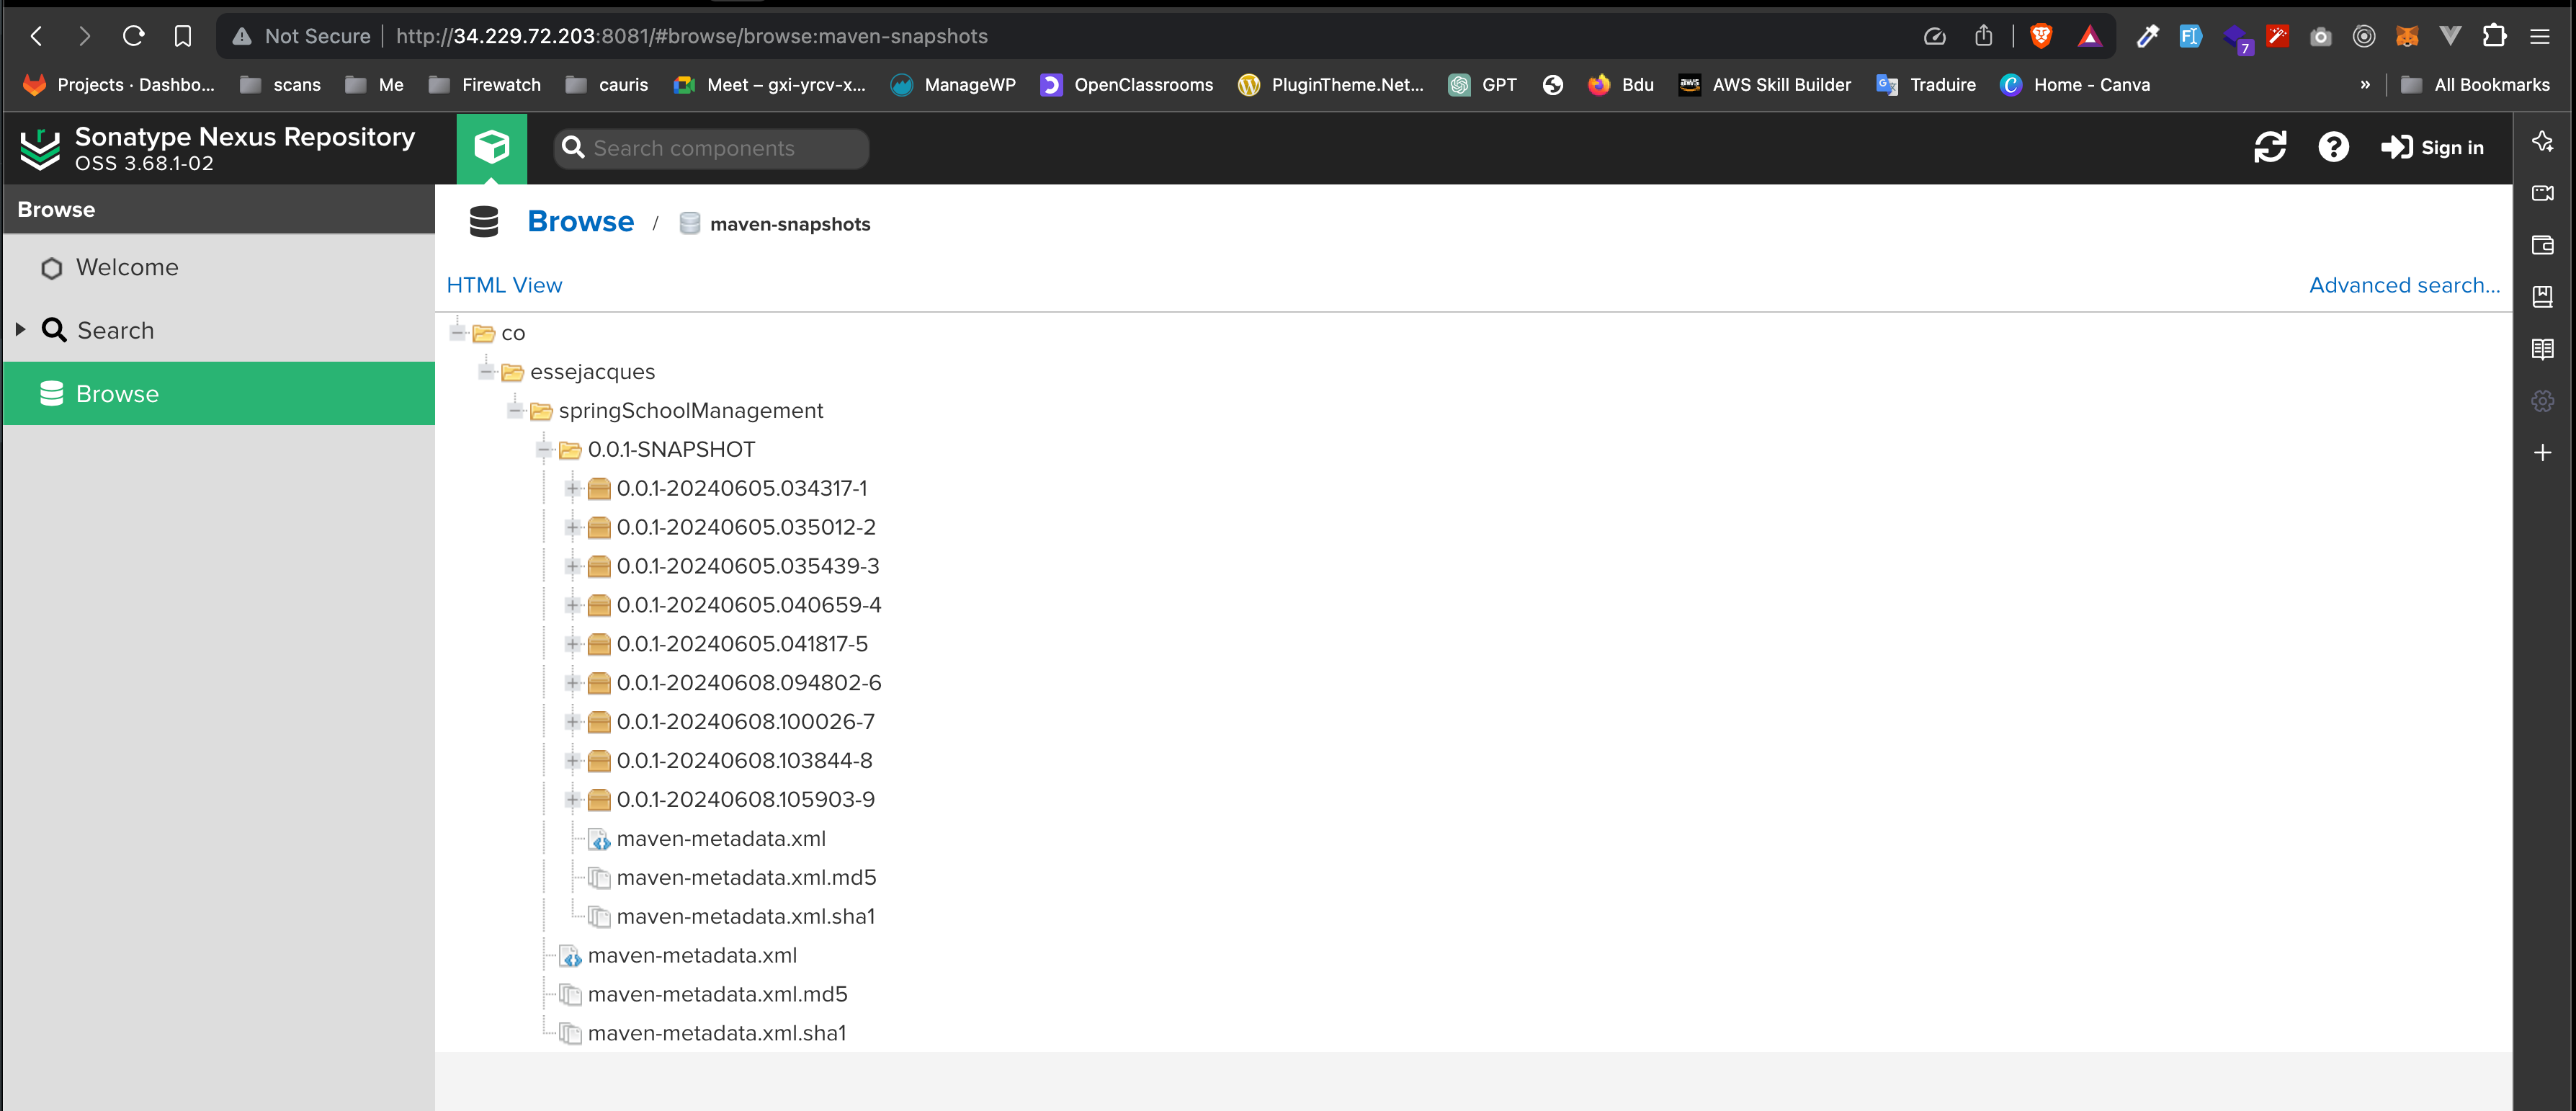 Not Secure http://34.229.72.203:8081/#browse/browse:maven-snapshots
7
Projects · Dashbo... scans Me Firewatch cauris Meet – gxi-yrcv-x... ManageWP OpenClassrooms PluginTheme.Net... GPT Bdu AWS Skill Builder Traduire Home - Canva » All Bookmarks
Sonatype Nexus Repository
OSS 3.68.1-02
Search components
Sign in
Browse
Welcome
Search
Browse
Browse / maven-snapshots
HTML View
Advanced search...
co
essejacques
springSchoolManagement
0.0.1-SNAPSHOT
0.0.1-20240605.034317-1
0.0.1-20240605.035012-2
0.0.1-20240605.035439-3
0.0.1-20240605.040659-4
0.0.1-20240605.041817-5
0.0.1-20240608.094802-6
0.0.1-20240608.100026-7
0.0.1-20240608.103844-8
0.0.1-20240608.105903-9
maven-metadata.xml
maven-metadata.xml.md5
maven-metadata.xml.sha1
maven-metadata.xml
maven-metadata.xml.md5
maven-metadata.xml.sha1